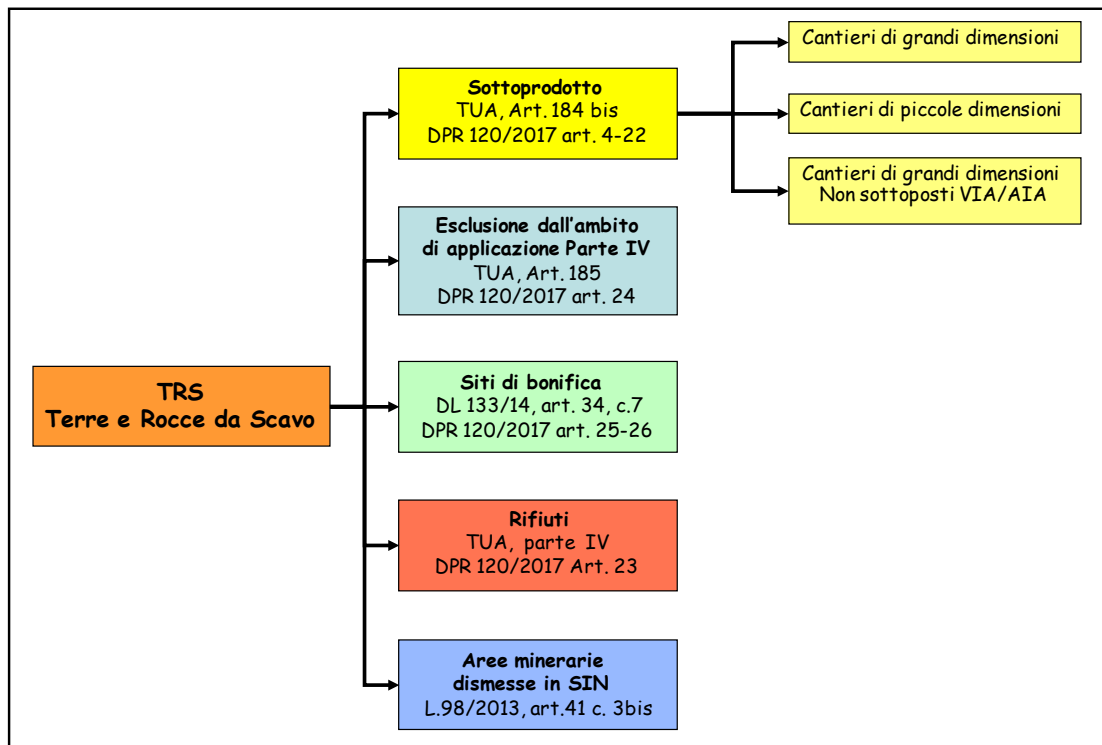 TRS
Terre e Rocce da Scavo
Sottoprodotto
TUA, Art. 184 bis
DPR 120/2017 art. 4-22
Cantieri di grandi dimensioni
Cantieri di piccole dimensioni
Cantieri di grandi dimensioni
Non sottoposti VIA/AIA
Esclusione dall'ambito
di applicazione Parte IV
TUA, Art. 185
DPR 120/2017 art. 24
Siti di bonifica
DL 133/14, art. 34, c.7
DPR 120/2017 art. 25-26
Rifiuti
TUA, parte IV
DPR 120/2017 Art. 23
Aree minerarie
dismesse in SIN
L.98/2013, art.41 c. 3bis